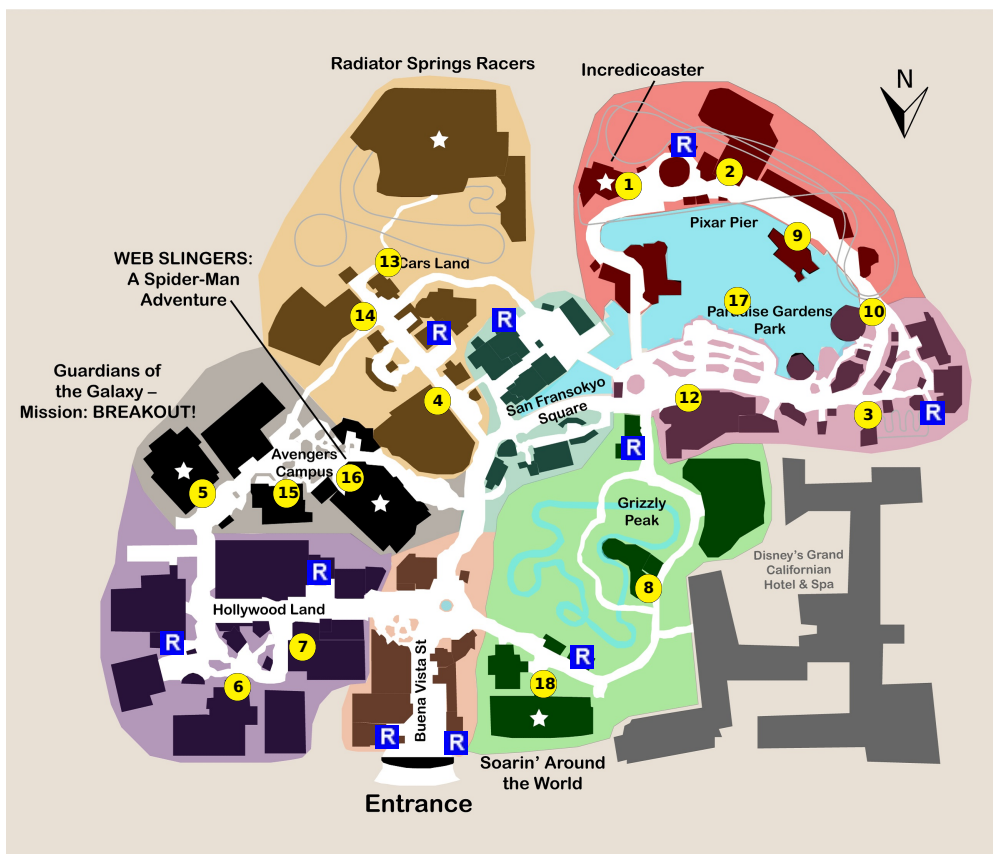 Radiator Springs Racers
Incredicoaster
N
R
1
2
Pixar Pier
9
WEB SLINGERS:
A Spider-Man
Adventure
13
Cars Land
17
Paradise Gardens
Park
10
14
R
R
Guardians of
the Galaxy –
Mission: BREAKOUT!
4
San Fransokyo
Square
12
3
R
R
Avengers
Campus
16
5
15
Grizzly
Peak
Disney's Grand
Californian
Hotel & Spa
R
8
Hollywood Land
R
7
Buena Vista St
R
6
18
R
R
Soarin' Around
the World
Entrance